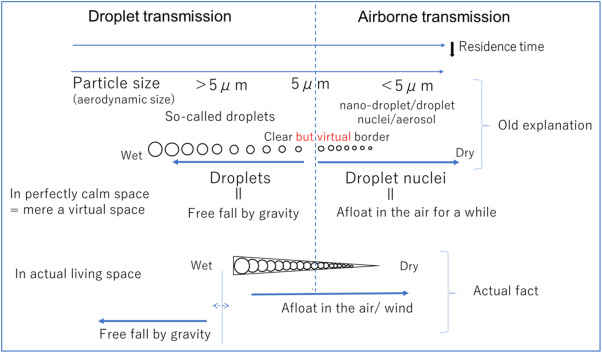 Droplet transmission
Airborne transmission
Residence time
Particle size
(aerodynamic size)
>5μm
5μm
<5μm
So-called droplets
nano-droplet/droplet
nuclei/aerosol
Clear but virtual border
Wet
Dry
Old explanation
Droplets
Droplet nuclei
=
=
In perfectly calm space
= mere a virtual space
Free fall by gravity
Afloat in the air for a while
In actual living space
Wet
Dry
Actual fact
Afloat in the air/ wind
Free fall by gravity